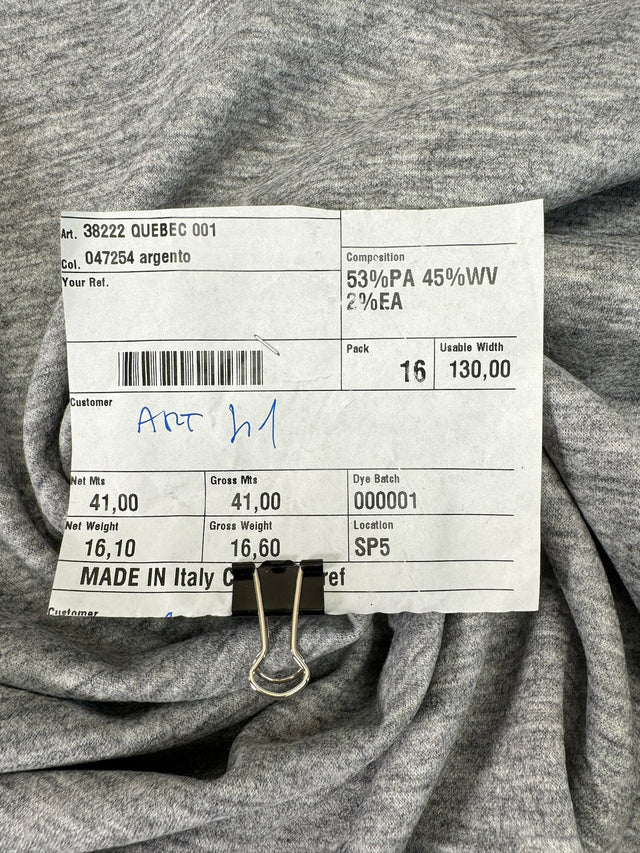 Art. 38222 QUEBEC 001
Col. 047254 argento
Your Ref.
Composition
53%PA 45%WV
2%EA
Pack 16
Usable Width 130,00
Customer
ART
Net Mts 41,00
Gross Mts 41,00
Dye Batch 000001
Net Weight 16,10
Gross Weight 16,60
Location SP5
MADE IN Italy
Customer